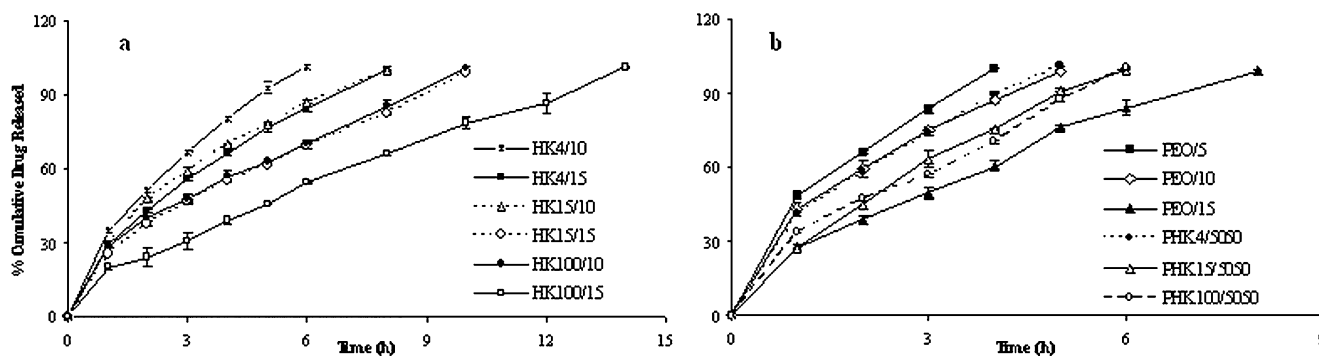 % Cumulative Drug Released
120
90
60
30
0
a
HK4/10
HK4/15
HK15/10
HK15/15
HK100/10
HK100/15
0 3 6 9 12 15
Time (h)
120
90
60
30
0
b
PEO/5
PEO/10
PEO/15
PHK4/5050
PHK15/5050
PHK100/5050
0 3 6 9
Time (h)